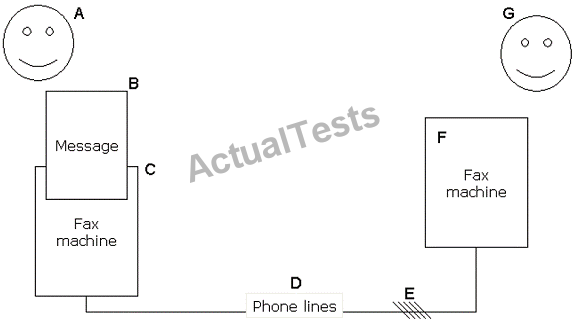 A
G
B
Message
ActualTests
C
F
Fax
machine
Fax
machine
D
E
Phone lines